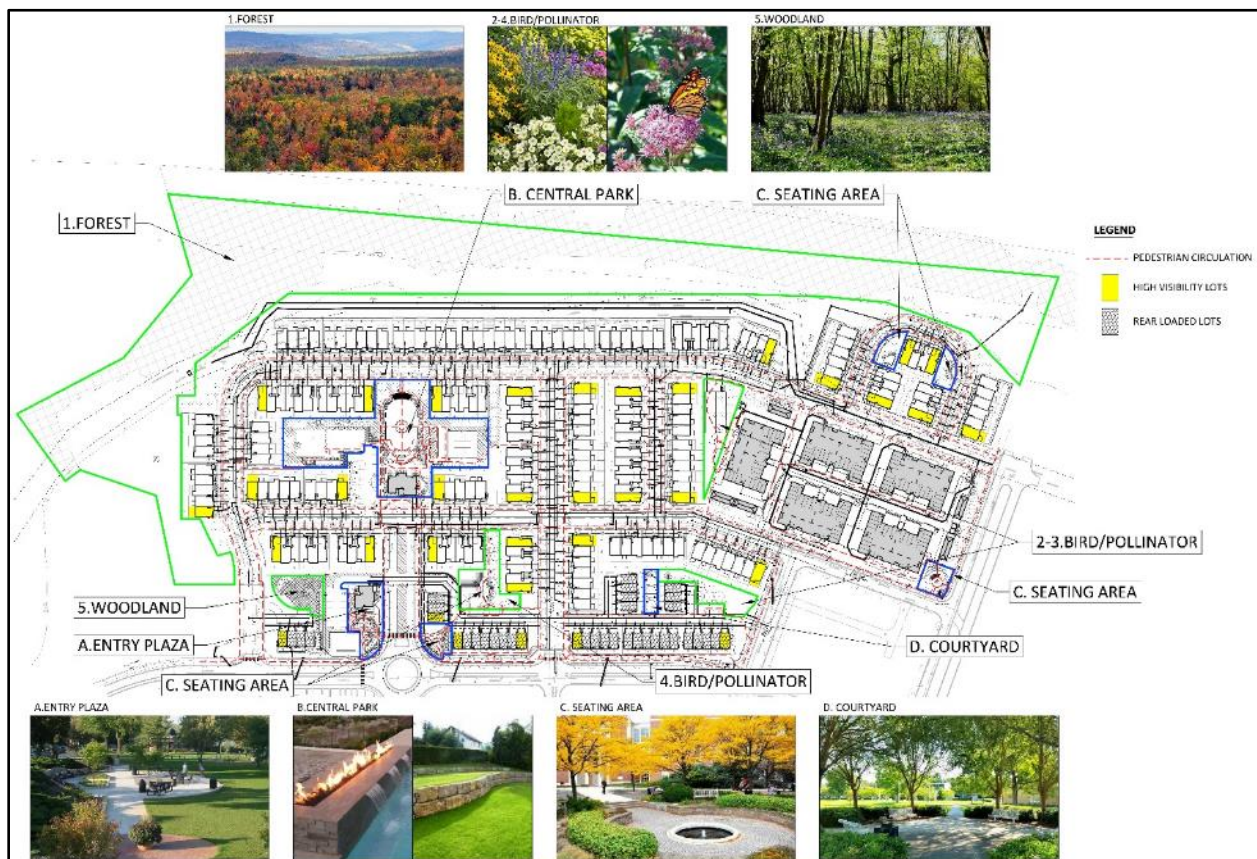 1.FOREST
2-4.BIRD/POLLINATOR
5.WOODLAND
B. CENTRAL PARK
C. SEATING AREA
1.FOREST
LEGEND
PEDESTRIAN CIRCULATION
HIGH VISIBILITY LOTS
REAR LOADED LOTS
2-3.BIRD/POLLINATOR
5.WOODLAND
C. SEATING AREA
A.ENTRY PLAZA
D. COURTYARD
C. SEATING AREA
4.BIRD/POLLINATOR
A.ENTRY PLAZA
B.CENTRAL PARK
C. SEATING AREA
D. COURTYARD